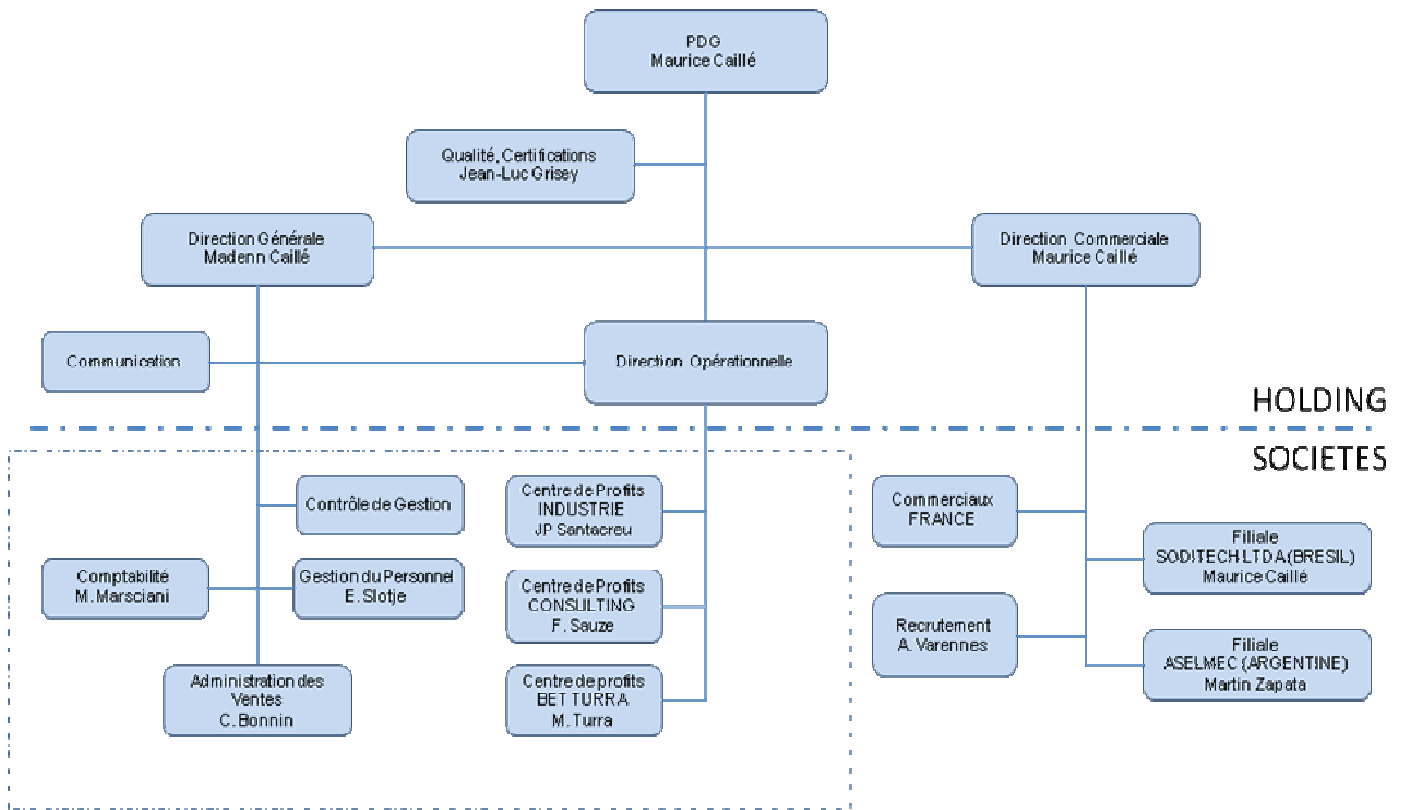 PDG
Maurice Caillé
Qualité, Certifications
Jean-Luc Grisey
Direction Générale
Madenn Caillé
Direction Commerciale
Maurice Caillé
Communication
Direction Opérationnelle
HOLDING
SOCIETES
Contrôle de Gestion
Comptabilité
M. Marsciani
Gestion du Personnel
E. Slotje
Administration des
Ventes
C. Bonnin
Centre de Profits
INDUSTRIE
JP Santacreu
Centre de Profits
CONSULTING
F. Sauze
Centre de profits
BET TURRA
M. Turra
Commerciaux
FRANCE
Recrutement
A. Varennes
Filiale
SODITECH LTDA (BRESIL)
Maurice Caillé
Filiale
ASELMEC (ARGENTINE)
Martin Zapata